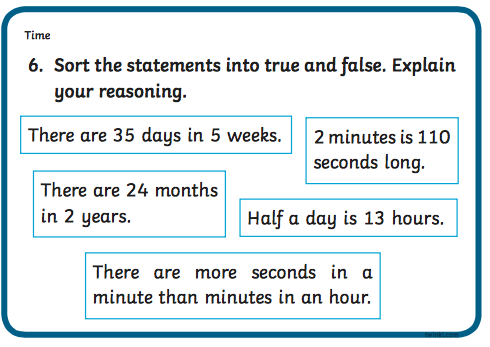 Time
6. Sort the statements into true and false. Explain
your reasoning.
There are 35 days in 5 weeks.
2 minutes is 110
seconds long.
There are 24 months
in 2 years.
Half a day is 13 hours.
There are more seconds in a
minute than minutes in an hour.